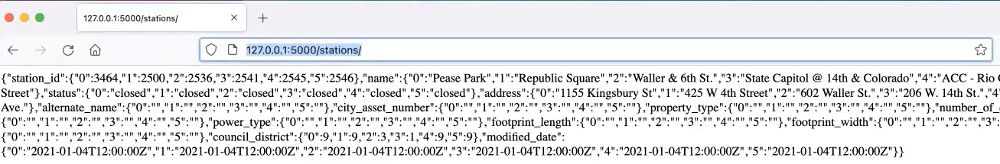 127.0.0.1:5000/stations/
127.0.0.1:5000/stations/
{"station_id":{"0":3464,"1":2500,"2":2536,"3":2541,"4":2545,"5":2546},"name":{"0":"Pease Park","1":"Republic Square","2":"Waller & 6th St.","3":"State Capitol @ 14th & Colorado","4":"ACC - Rio
Street"},"status":{"0":"closed","1":"closed","2":"closed","3":"closed","4":"closed","5":"closed"},"address":{"0":"1155 Kingsbury St","1":"425 W 4th Street","2":"602 Waller St.","3":"206 W. 14th St.","4"
Ave."},"alternate_name":{"0":"","1":"","2":"","3":"","4":"","5":""},"city_asset_number":{"0":"","1":"","2":"","3":"","4":"","5":""},"property_type":{"0":"","1":"","2":"","3":"","4":"","5":""},"number_of_
{"0":"","1":"","2":"","3":"","4":"","5":""},"power_type":{"0":"","1":"","2":"","3":"","4":"","5":""},"footprint_length":{"0":"","1":"","2":"","3":"","4":"","5":""},"footprint_width":{"0":"","1":"","2":"","3":
{"0":"","1":"","2":"","3":"","4":"","5":""},"council_district":{"0":9,"1":9,"2":3,"3":1,"4":9,"5":9},"modified_date":
{"0":"2021-01-04T12:00:00Z","1":"2021-01-04T12:00:00Z","2":"2021-01-04T12:00:00Z","3":"2021-01-04T12:00:00Z","4":"2021-01-04T12:00:00Z","5":"2021-01-04T12:00:00Z"}}